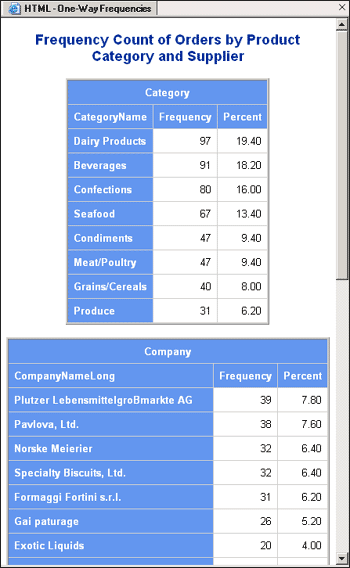 HTML - One-Way Frequencies
Frequency Count of Orders by Product
Category and Supplier
Category
CategoryName Frequency Percent
Dairy Products 97 19.40
Beverages 91 18.20
Confections 80 16.00
Seafood 67 13.40
Condiments 47 9.40
Meat/Poultry 47 9.40
Grains/Cereals 40 8.00
Produce 31 6.20
Company
CompanyNameLong Frequency Percent
Plutzer LebensmittelgroBmarkte AG 39 7.80
Pavlova, Ltd. 38 7.60
Norske Meierier 32 6.40
Specialty Biscuits, Ltd. 32 6.40
Formaggi Fortini s.r.l. 31 6.20
Gai paturage 26 5.20
Exotic Liquids 20 4.00